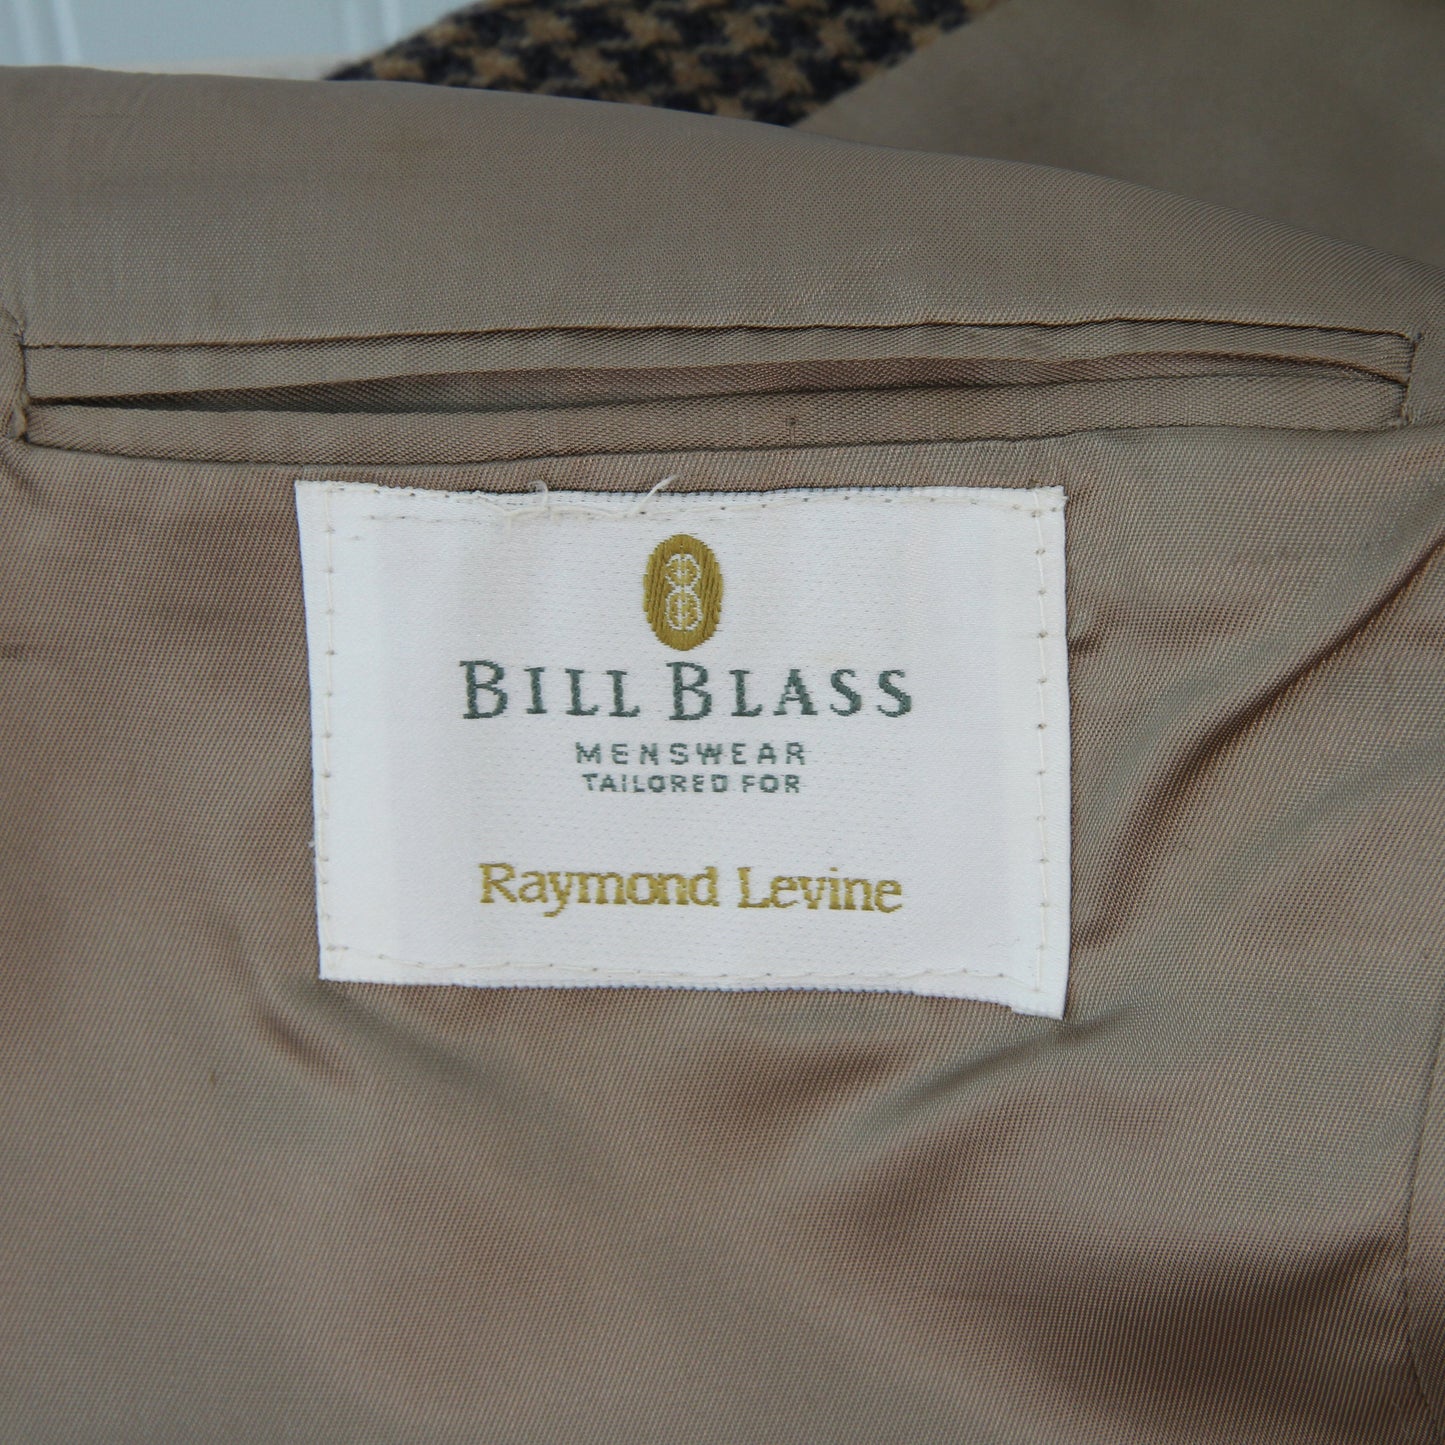 BILL BLASS
MENSWEAR
TAILORED FOR
Raymond Levine